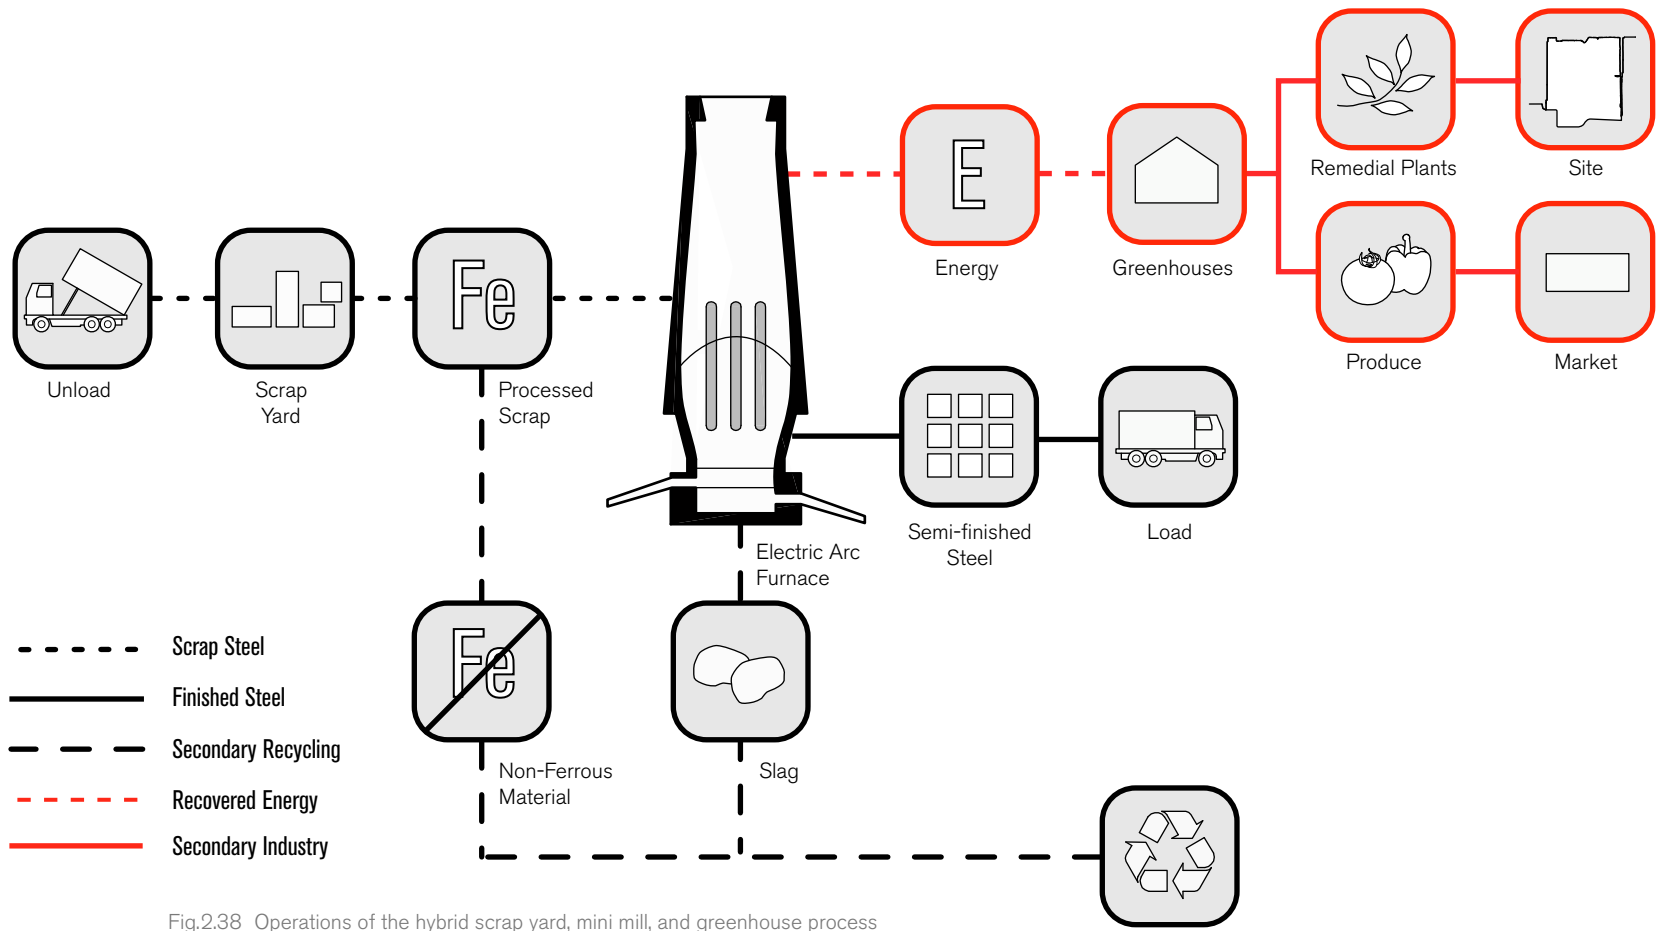 E
Remedial Plants
Site
Energy
Greenhouses
Fe
Unload
Scrap
Yard
Processed
Scrap
Produce
Market
Semi-finished
Steel
Load
Electric Arc
Furnace
Fe
Non-Ferrous
Material
Slag
Scrap Steel
Finished Steel
Secondary Recycling
Recovered Energy
Secondary Industry
Fig.2.38 Operations of the hybrid scrap yard, mini mill, and greenhouse process